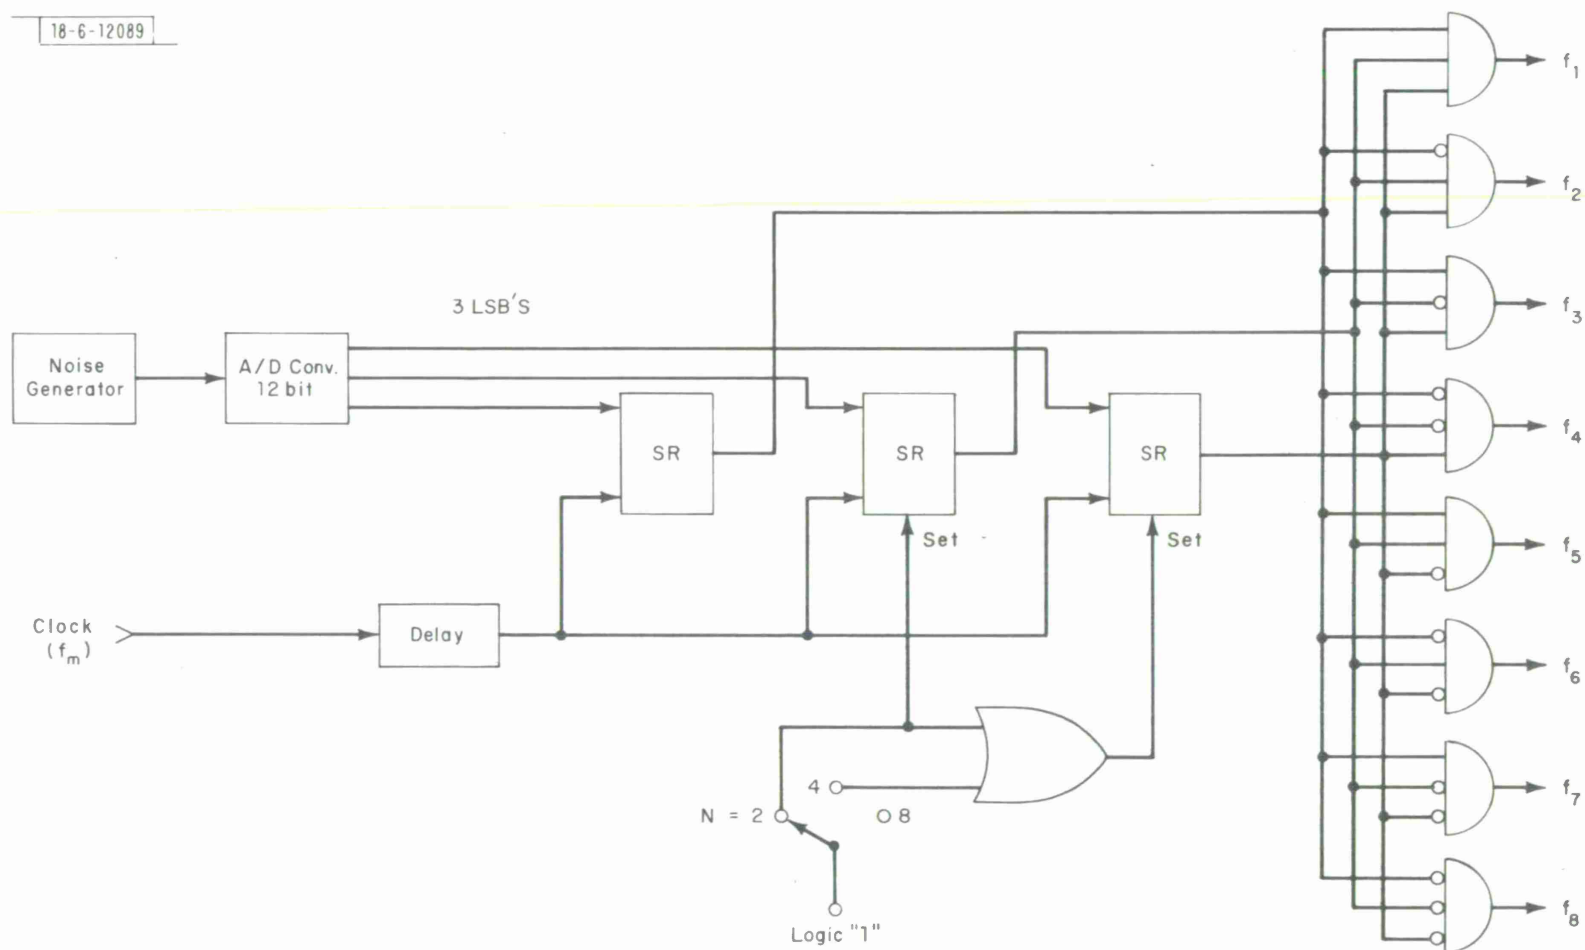 18-6-12089
f1
f2
3 LSB'S
f3
Noise
Generator
A/D Conv.
12 bit
SR
SR
SR
f4
Set
Set
f5
Clock
(fm)
Delay
f6
4
N = 2
8
f7
Logic "1"
f8